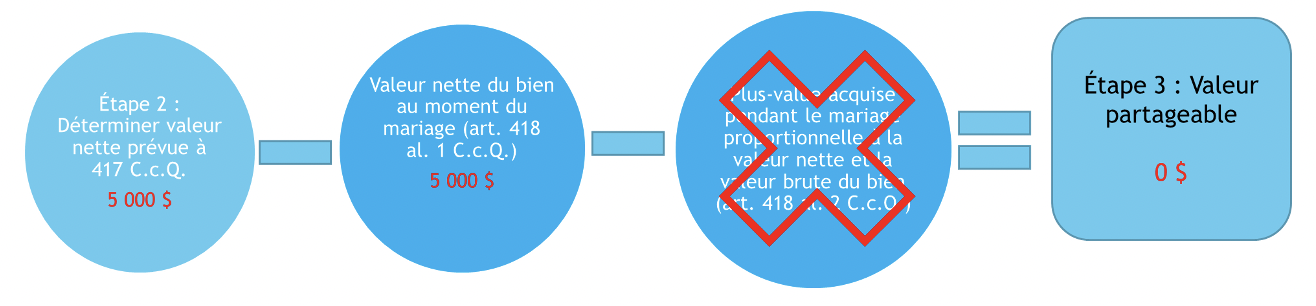 Étape 2 :
Déterminer valeur
nette prévue à
417 C.c.Q.
5 000 $
Valeur nette du bien
au moment du
mariage (art. 418
al. 1 C.c.Q.)
5 000 $
Plus-value acquise
pendant le mariage
proportionnelle à la
valeur nette et la
valeur brute du bien
(art. 418 al. 2 C.c.Q.)
Étape 3 : Valeur
partageable
0 $